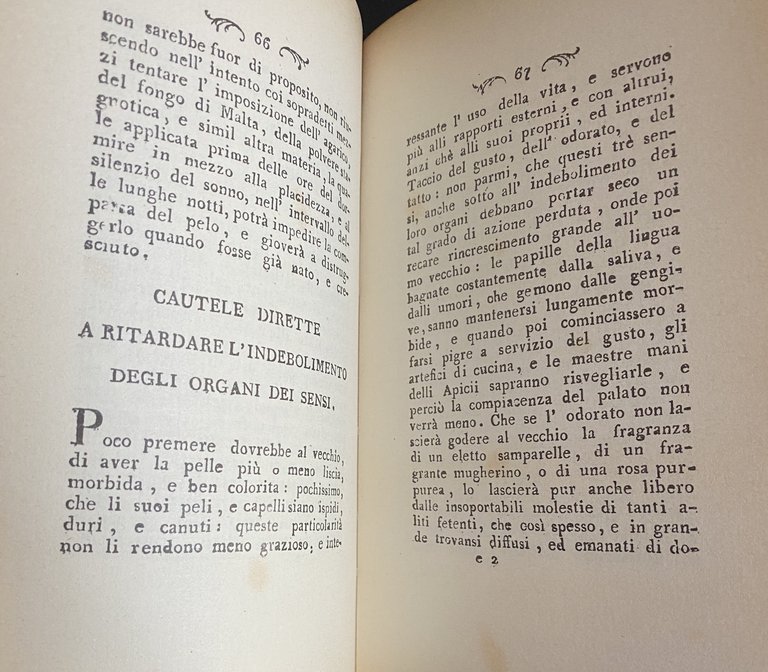 66
non sarebbe fuor di proposito, non riu-
scendo nell' intento coi sopradetti mez-
zi tentare l' imposizione dell' agarico,
del fongo di Malta, della polvere sta-
gnotica, e simil altra materia, la qua-
le applicata prima delle ore del dor-
mire in mezzo alla placidezza, e al
silenzio del sonno, nell' intervallo del-
le lunghe notti, potrà impedire la com-
parsa del pelo, e gioverà a distrug-
gerlo quando fosse già nato, e cre-
sciuto.
CAUTELE DIRETTE
A RITARDARE L'INDEBOLIMENTO
DEGLI ORGANI DEI SENSI.
Poco premere dovrebbe al vecchio,
di aver la pelle più o meno liscia,
morbida, e ben colorita: pochissimo,
che li suoi peli, e capelli siano ispidi,
duri, e canuti: queste particolarità
non li rendono meno grazioso; e inte-
67
ressante l' uso della vita, e servono
più alli rapporti esterni, e con altrui,
anzi chè alli suoi proprii, ed interni.
Taccio del gusto, dell' odorato, e del
tatto: non parmi, che questi trè sen-
si, anche sotto all' indebolimento dei
loro organi debbano portar seco un
tal grado di azione perduta, onde poi
recare rincrescimento grande all' uo-
mo vecchio: le papille della lingua
bagnate costantemente dalla saliva, e
dalli umori, che gemono dalle gengi-
ve, sanno mantenersi lungamente mor-
bide, e quando poi cominciassero a
farsi pigre a servizio del gusto, gli
artefici di cucina, e le maestre mani
delli Apicii sapranno risvegliarle, e
perciò la compiacenza del palato non
verrà meno. Che se l' odorato non la-
scierà godere al vecchio la fragranza
di un eletto samparelle, di un fra-
grante mugherino, o di una rosa pur-
purea, lo lascierà pur anche libero
dalle insoportabili molestie di tanti a-
liti fetenti, che così spesso, e in gran-
de trovansi diffusi, ed emanati di do-
e 2